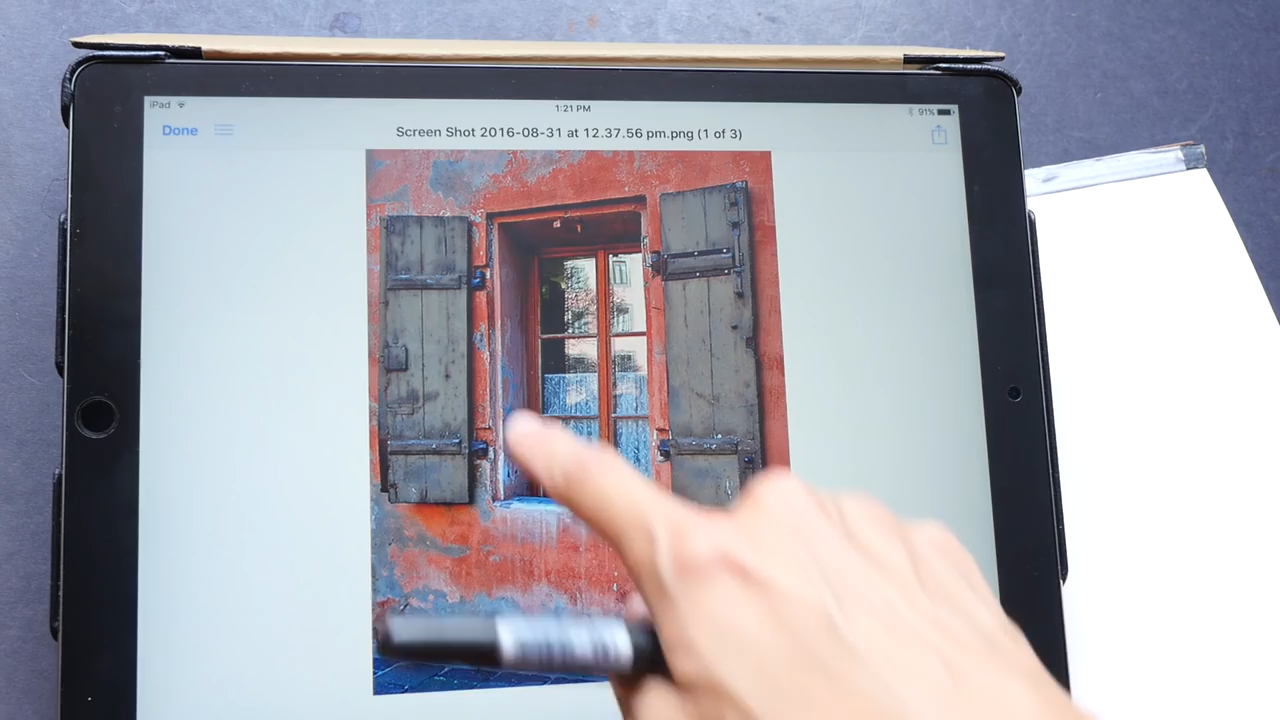 iPad
1:21 PM
91%
Done
Screen Shot 2016-08-31 at 12.37.56 pm.png (1 of 3)